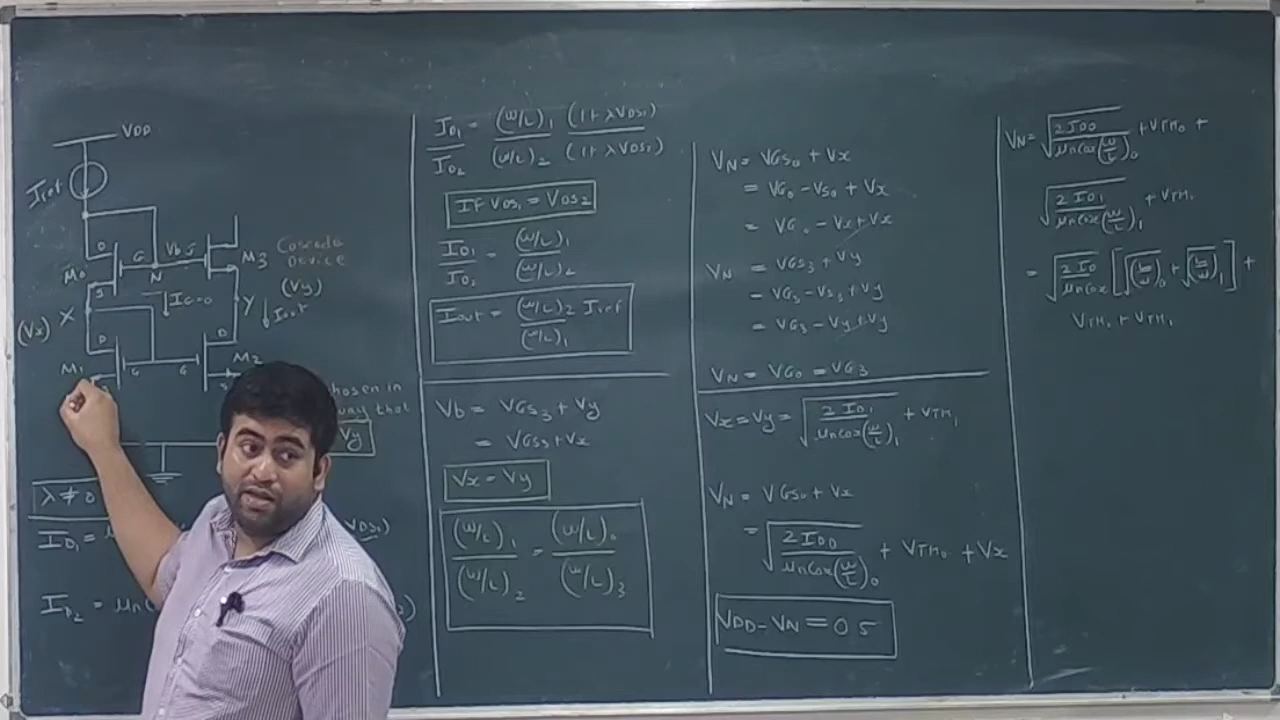 VDD
Iref
D
G
Vb
N
M0
S
M3
Cascode
Device
X
IG=0
Y
(Vy)
Iout
(Vx)
D
D
M1
G
G
M2
chosen in
way that
Vy
λ ≠ 0
ID1 =
VDS1)
ID2 = μn
2)
ID1/ID2 = (W/L)1/(W/L)2 (1+λVDS1)/(1+λVDS2)
If VDS1 = VDS2
ID1/ID2 = (W/L)1/(W/L)2
Iout = (W/L)2/(W/L)1 Iref
Vb = VGS3 + Vy
= VGS3 + Vx
Vx = Vy
(W/L)1/(W/L)2 = (W/L)0/(W/L)3
VN = VGS0 + Vx
= VG0 - VS0 + Vx
= VG0 - Vx + Vx
VN = VGS3 + Vy
= VG3 - VS3 + Vy
= VG3 - Vy + Vy
VN = VG0 = VG3
Vx = Vy = √(2ID1/μnCox(W/L)1) + VTH1
VN = VGS0 + Vx
= √(2ID0/μnCox(W/L)0) + VTH0 + Vx
VDD - VN = 0.5
VN = √(2ID0/μnCox(W/L)0) + VTH0 +
√(2ID1/μnCox(W/L)1) + VTH1
= √(2ID/μnCox) [√(L/W)0 + √(L/W)1] +
VTH0 + VTH1